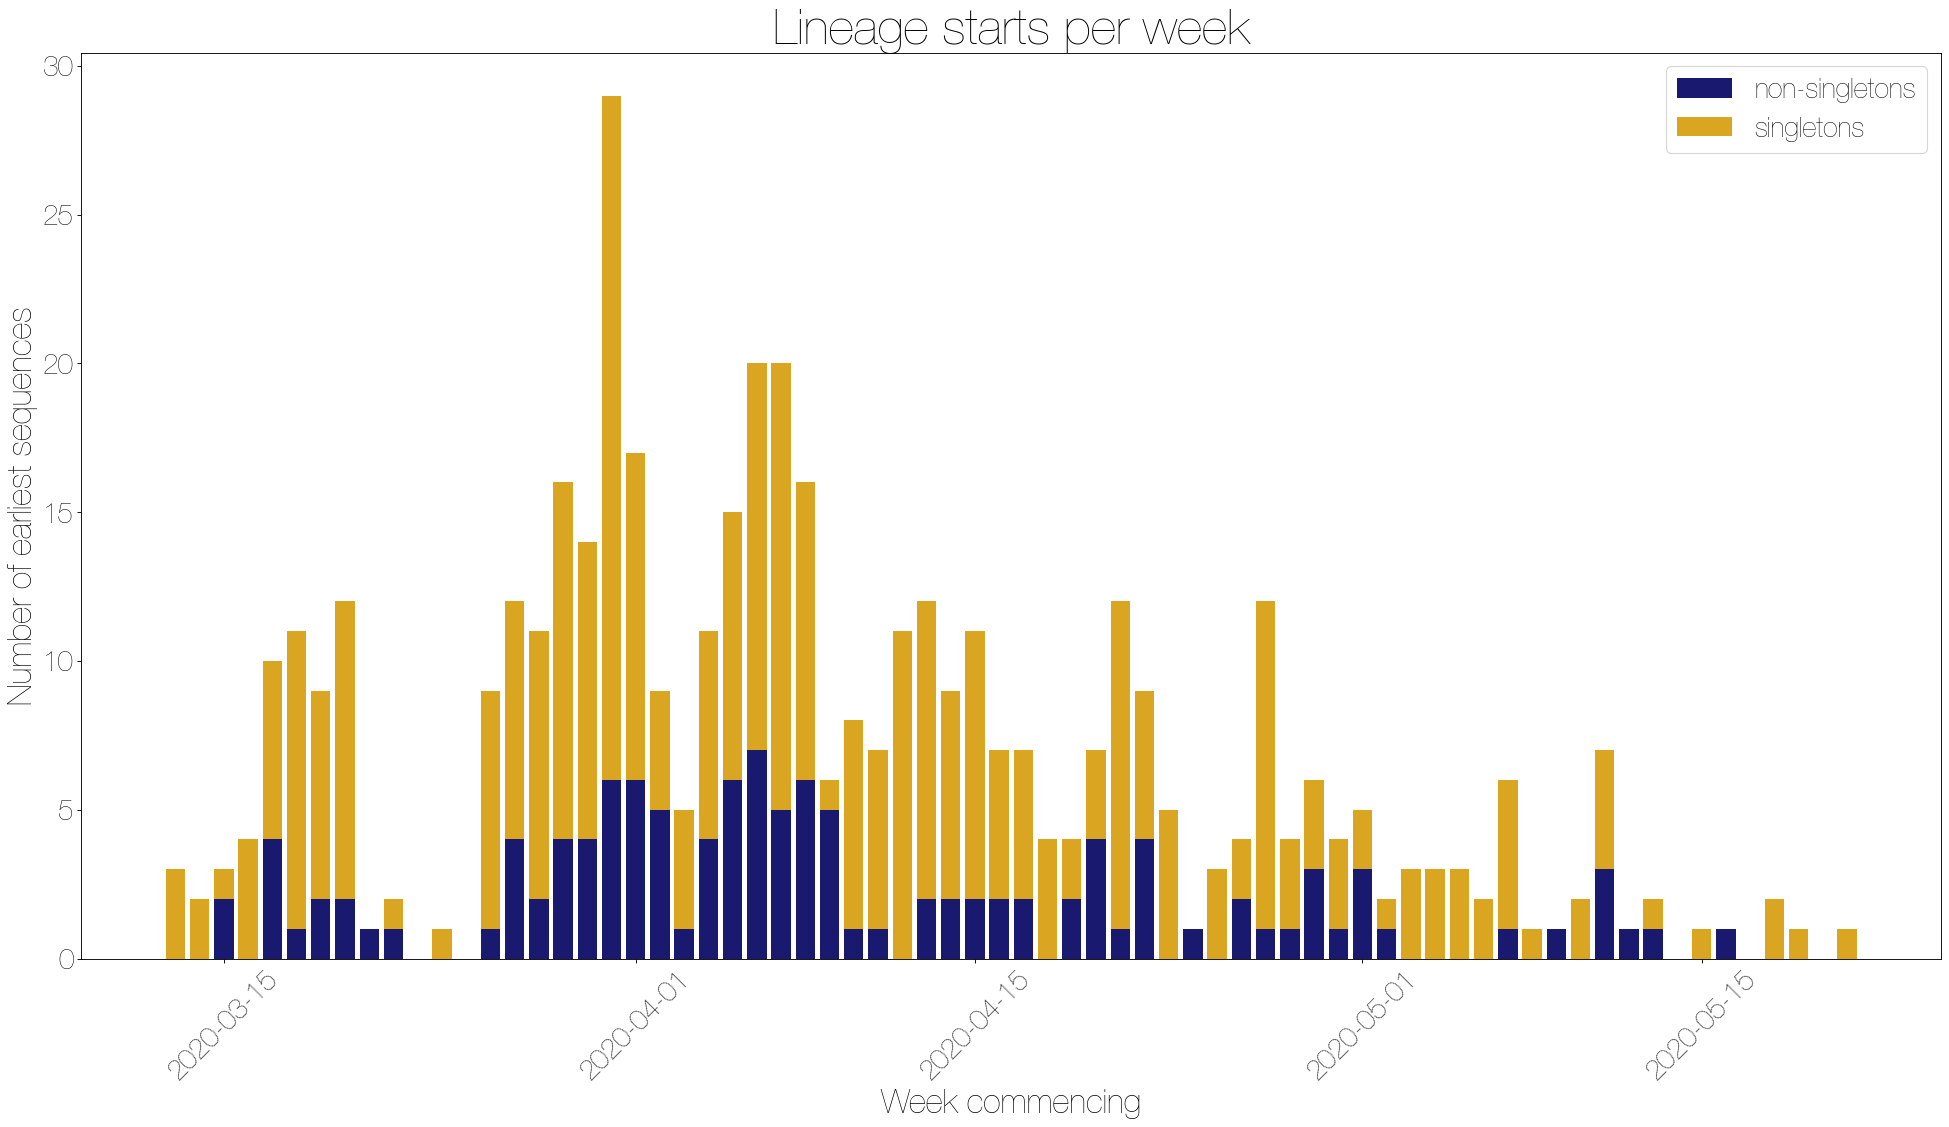 Lineage starts per week
30
25
20
15
10
5
0
Number of earliest sequences
non-singletons
singletons
2020-03-15
2020-04-01
2020-04-15
2020-05-01
2020-05-15
Week commencing